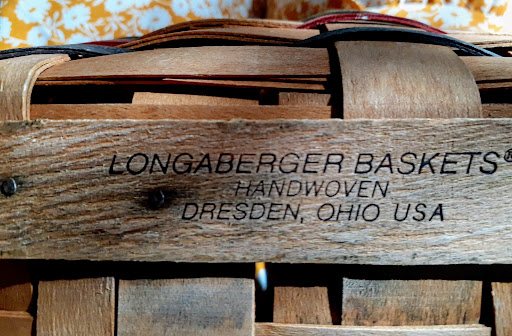 LONGABERGER BASKETS®
HANDWOVEN
DRESDEN, OHIO USA